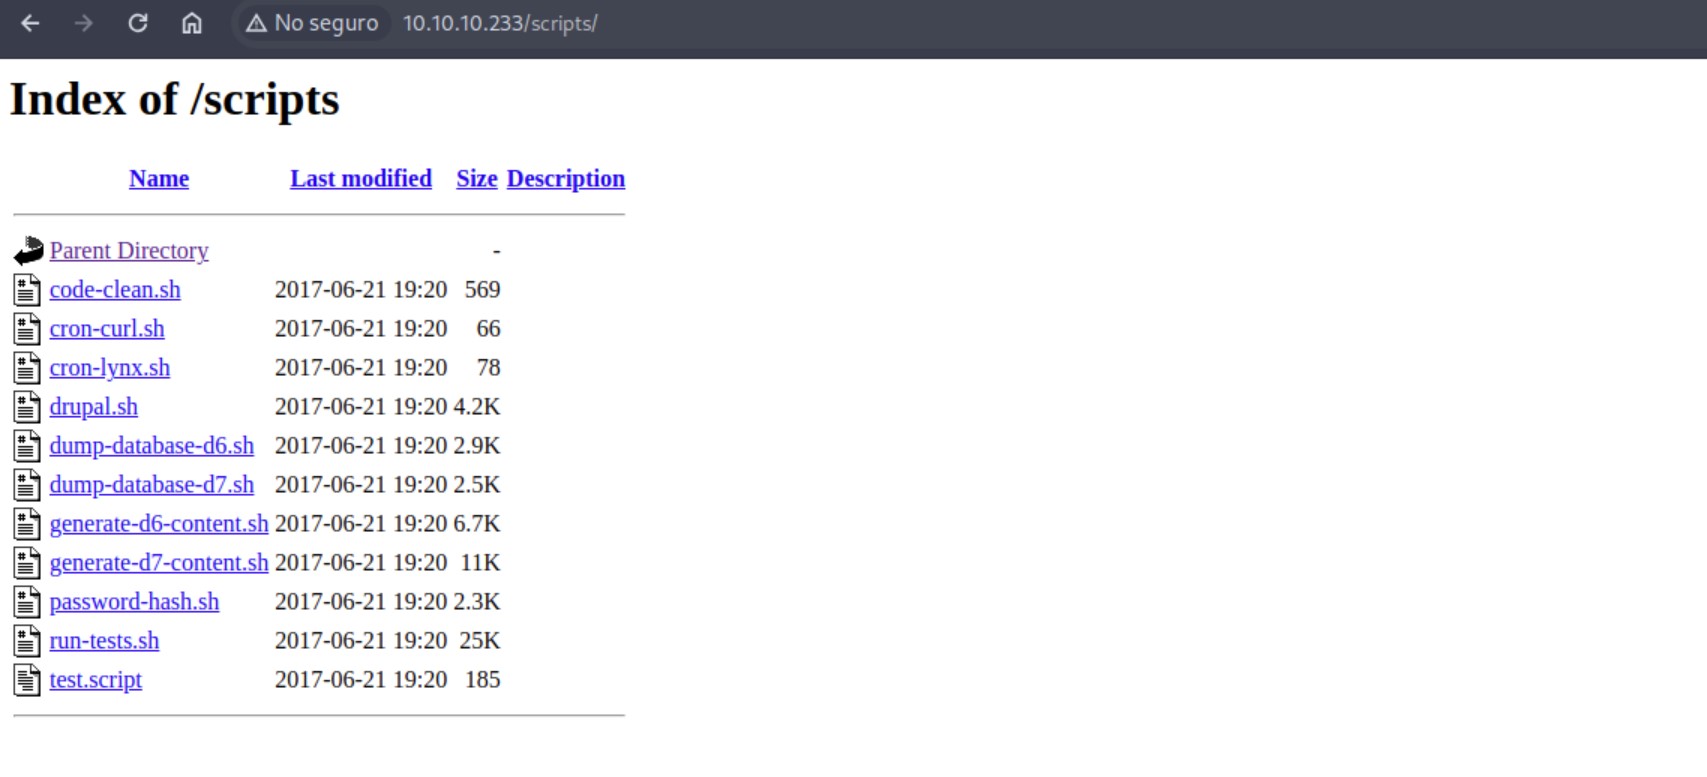 No seguro 10.10.10.233/scripts/
Index of /scripts
Name Last modified Size Description
Parent Directory -
code-clean.sh 2017-06-21 19:20 569
cron-curl.sh 2017-06-21 19:20 66
cron-lynx.sh 2017-06-21 19:20 78
drupal.sh 2017-06-21 19:20 4.2K
dump-database-d6.sh 2017-06-21 19:20 2.9K
dump-database-d7.sh 2017-06-21 19:20 2.5K
generate-d6-content.sh 2017-06-21 19:20 6.7K
generate-d7-content.sh 2017-06-21 19:20 11K
password-hash.sh 2017-06-21 19:20 2.3K
run-tests.sh 2017-06-21 19:20 25K
test.script 2017-06-21 19:20 185